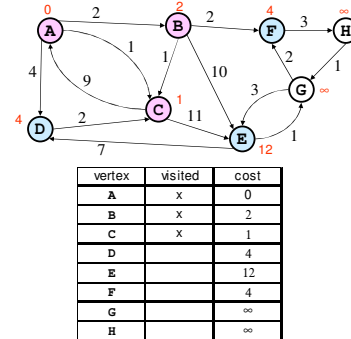 0
2
4
∞
A
2
B
2
F
3
H
1
4
1
10
2
1
9
3
G
∞
C
1
4
D
2
11
E
1
12
7
vertex visited cost
A x 0
B x 2
C x 1
D 4
E 12
F 4
G ∞
H ∞